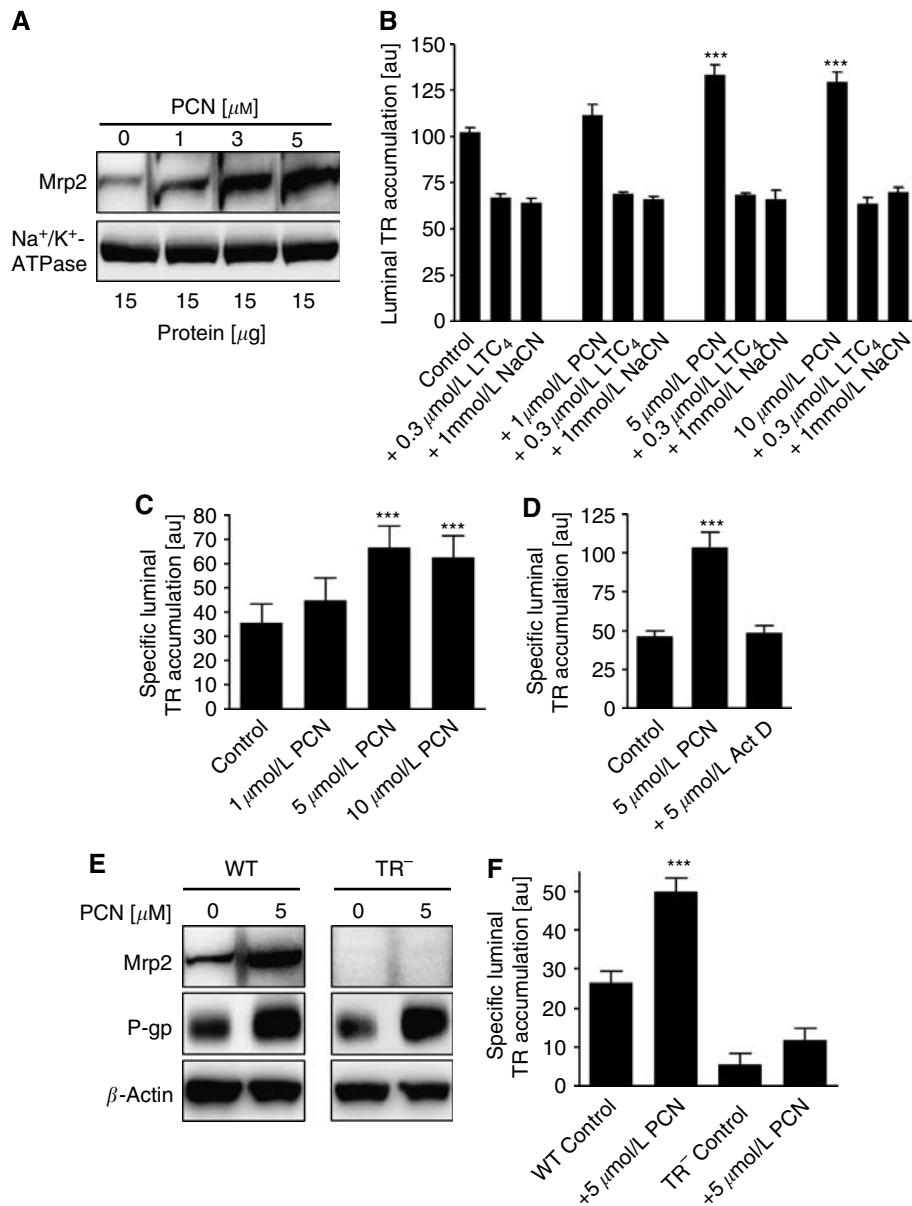 A
PCN [μM]
0 1 3 5
Mrp2
Na⁺/K⁺-
ATPase
15 15 15 15
Protein [μg]
B
Luminal TR accumulation [au]
150
125
100
75
50
25
0
*** ***
Control
+ 0.3 μmol/L LTC₄
+ 1mmol/L NaCN
+ 1 μmol/L PCN
+ 0.3 μmol/L LTC₄
+ 1mmol/L NaCN
5 μmol/L PCN
+ 0.3 μmol/L LTC₄
+ 1mmol/L NaCN
10 μmol/L PCN
+ 0.3 μmol/L LTC₄
+ 1mmol/L NaCN
C
Specific luminal
TR accumulation [au]
80
70
60
50
40
30
20
10
0
*** ***
Control
1 μmol/L PCN
5 μmol/L PCN
10 μmol/L PCN
D
Specific luminal
TR accumulation [au]
125
100
75
50
25
0
***
Control
5 μmol/L PCN
+ 5 μmol/L Act D
E
WT TR⁻
PCN [μM] 0 5 0 5
Mrp2
P-gp
β-Actin
F
Specific luminal
TR accumulation [au]
50
40
30
20
10
0
***
WT Control
+5 μmol/L PCN
TR⁻ Control
+5 μmol/L PCN